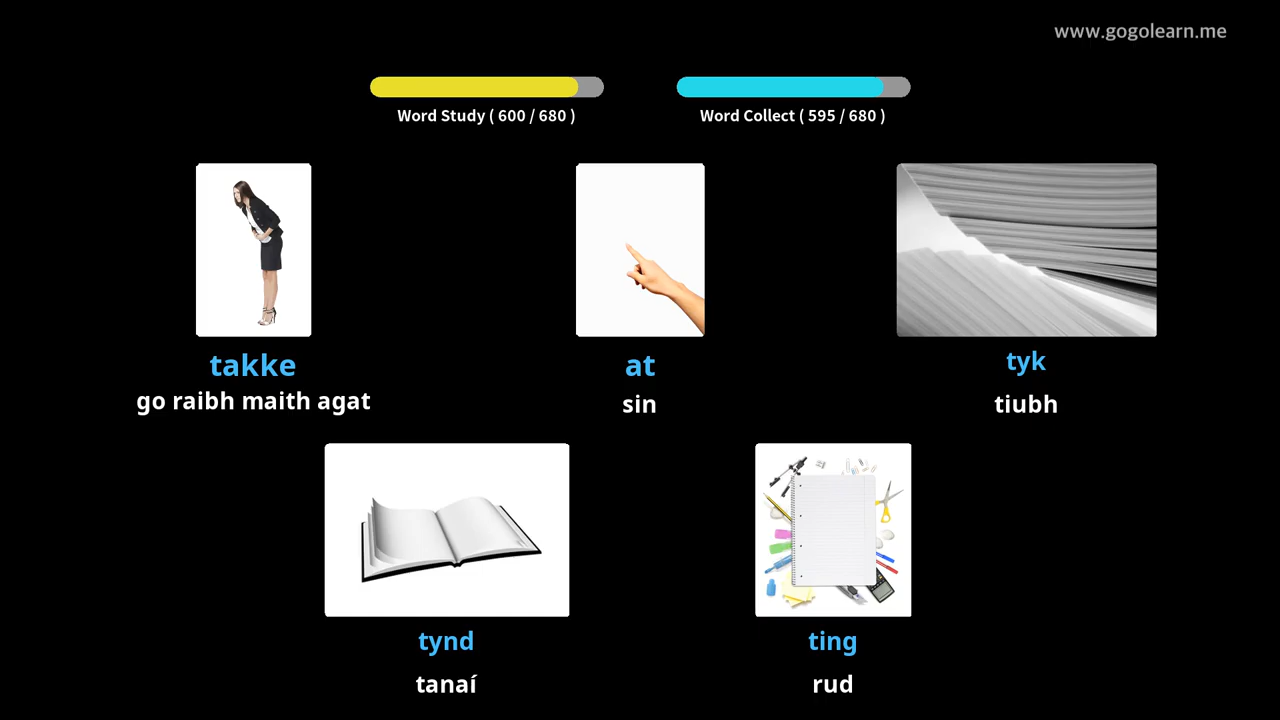 www.gogolearn.me
Word Study ( 600 / 680 )
Word Collect ( 595 / 680 )
takke
go raibh maith agat
at
sin
tyk
tiubh
tynd
tanaí
ting
rud